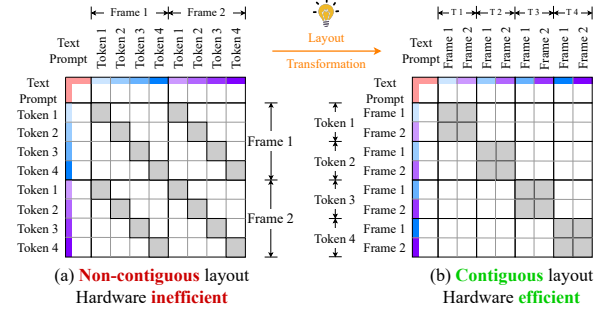 Frame 1
Frame 2
Text
Prompt
Token 1
Token 2
Token 3
Token 4
Token 1
Token 2
Token 3
Token 4
Text
Prompt
Token 1
Token 2
Token 3
Token 4
Token 1
Token 2
Token 3
Token 4
Frame 1
Frame 2
(a) Non-contiguous layout
Hardware inefficient
Layout
Transformation
Token 1
Token 2
Token 3
Token 4
T 1
T 2
T 3
T 4
Text
Prompt
Frame 1
Frame 2
Frame 1
Frame 2
Frame 1
Frame 2
Frame 1
Frame 2
Text
Prompt
Frame 1
Frame 2
Frame 1
Frame 2
Frame 1
Frame 2
Frame 1
Frame 2
(b) Contiguous layout
Hardware efficient